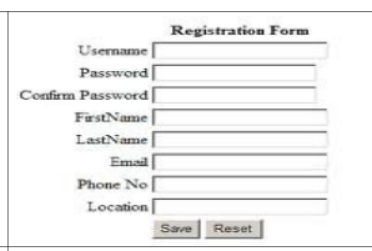 Registration Form
Username
Password
Confirm Password
FirstName
LastName
Email
Phone No
Location
Save Reset